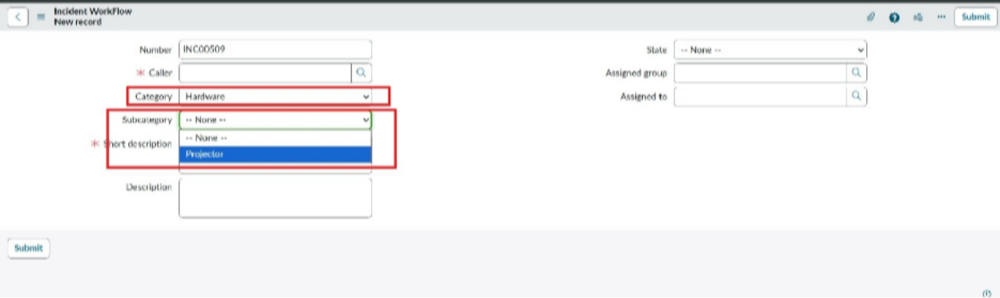 Incident WorkFlow
New record
Submit
Number INC00509
Caller
Category Hardware
Subcategory -- None --
-- None --
Projector
Short description
Description
State -- None --
Assigned group
Assigned to
Submit